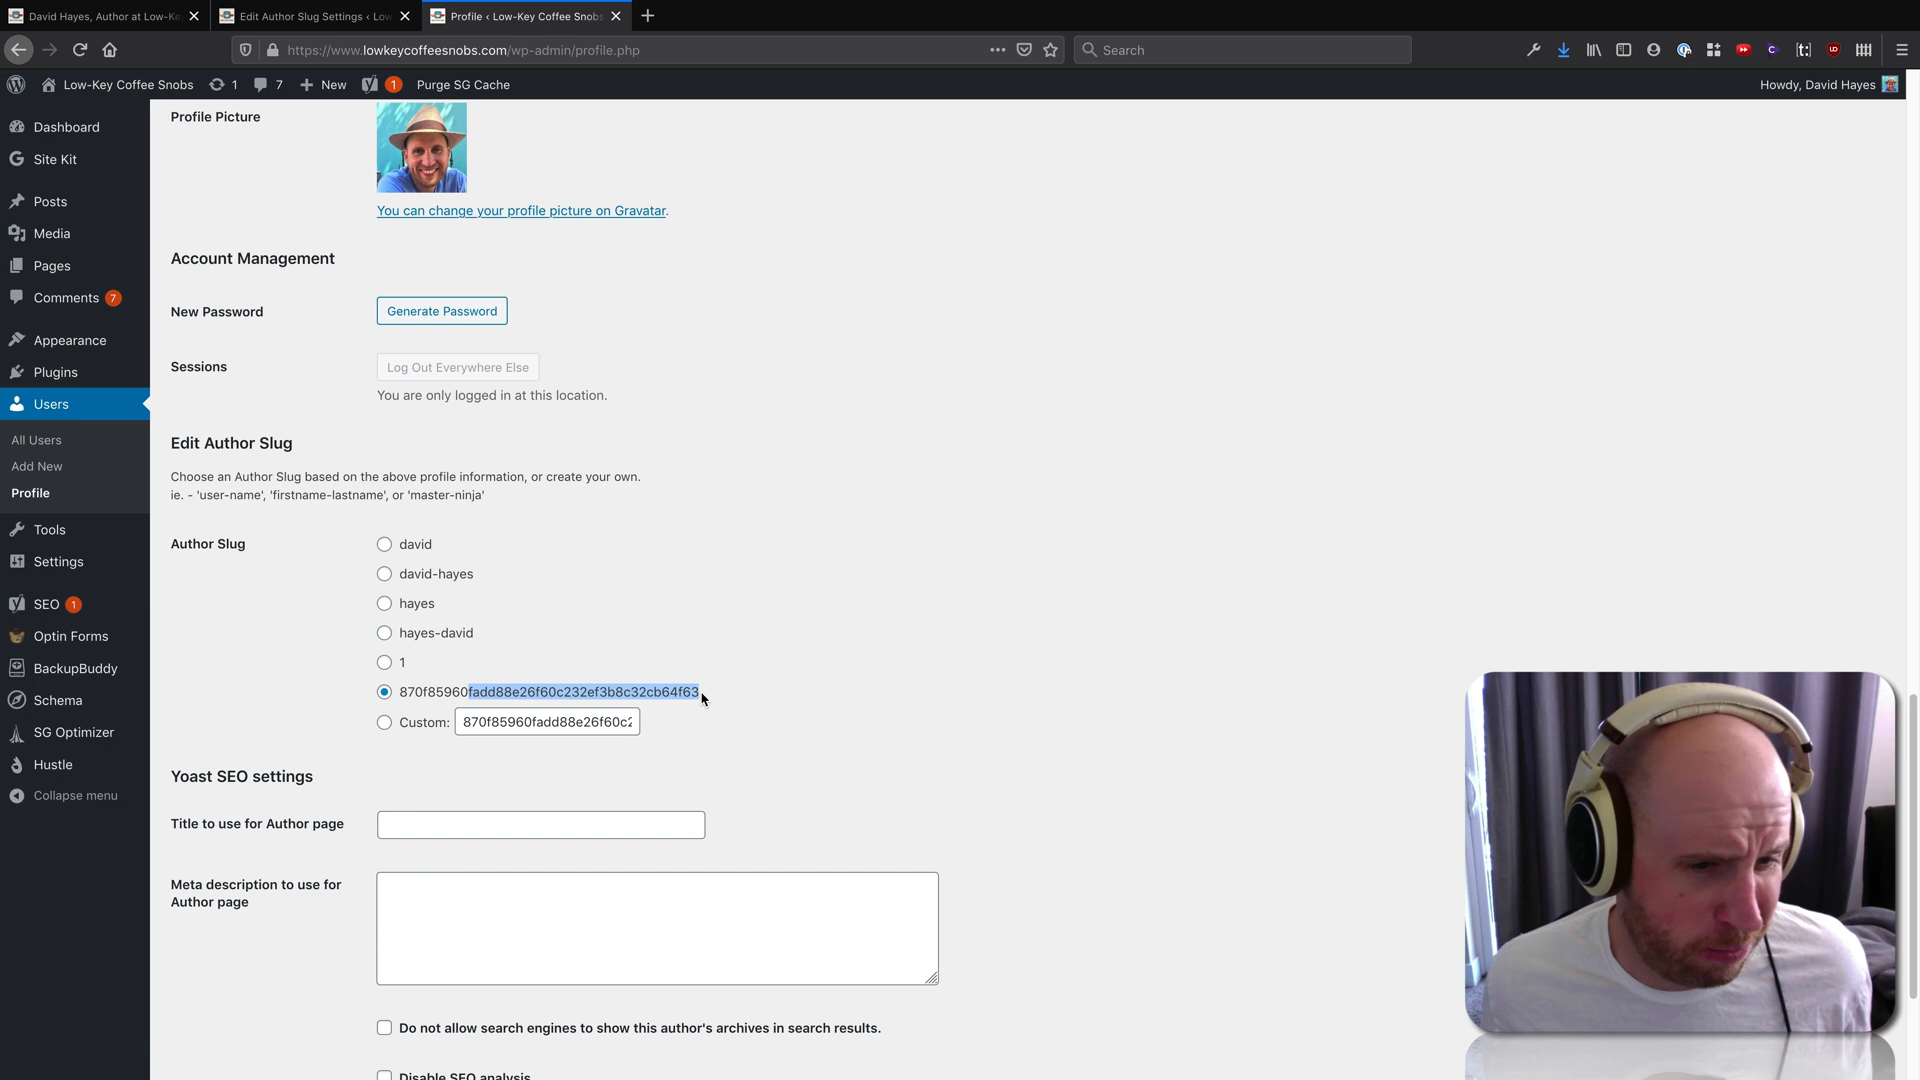 David Hayes, Author at Low-Ke
Edit Author Slug Settings ‹ Low
Profile ‹ Low-Key Coffee Snobs
https://www.lowkeycoffeesnobs.com/wp-admin/profile.php
Search
Low-Key Coffee Snobs
1
7
New
1
Purge SG Cache
Howdy, David Hayes
Dashboard
Site Kit
Posts
Media
Pages
Comments 7
Appearance
Plugins
Users
All Users
Add New
Profile
Tools
Settings
SEO 1
Optin Forms
BackupBuddy
Schema
SG Optimizer
Hustle
Collapse menu
Profile Picture
You can change your profile picture on Gravatar.
Account Management
New Password
Generate Password
Sessions
Log Out Everywhere Else
You are only logged in at this location.
Edit Author Slug
Choose an Author Slug based on the above profile information, or create your own.
ie. - 'user-name', 'firstname-lastname', or 'master-ninja'
Author Slug
david
david-hayes
hayes
hayes-david
1
870f85960fadd88e26f60c232ef3b8c32cb64f63
Custom: 870f85960fadd88e26f60c2
Yoast SEO settings
Title to use for Author page
Meta description to use for
Author page
Do not allow search engines to show this author's archives in search results.
Disable SEO analysis